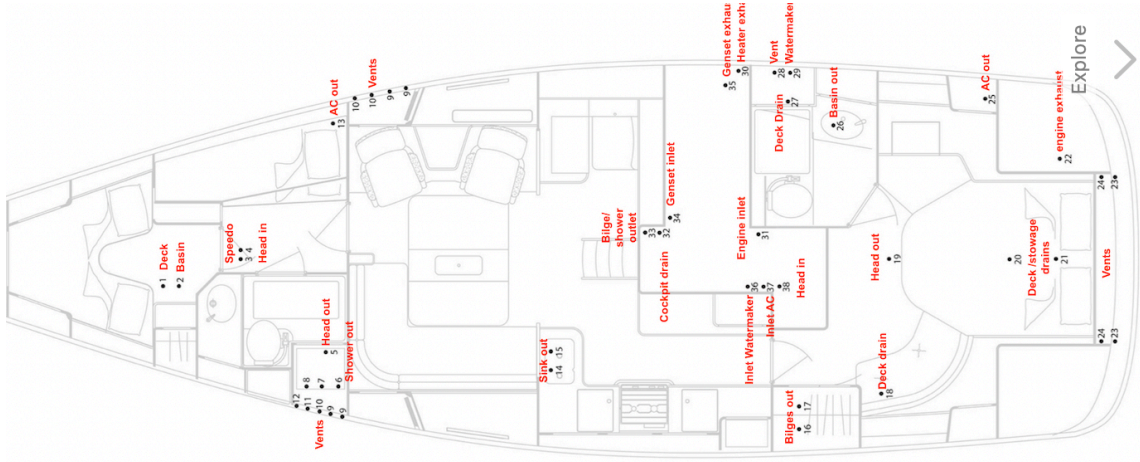 Genset exhaus
Heater exha
Vent
Watermaker
30
28
29
35
Explore
Vents
10
10
9
9
AC out
13
Deck Drain
27
Basin out
26
AC out
25
engine exhaust
22
24
23
Genset inlet
34
Bilge/
shower
outlet
33
32
Engine inlet
31
Speedo
Head in
3
4
Deck
Basin
1
2
Cockpit drain
Head out
19
Deck /stowage
drains
20
21
Vents
Head in
36
37
38
Inlet Watermaker
Inlet AC
Head out
5
Shower out
8
7
6
Sink out
14
15
24
23
Deck drain
18
12
11
10
9
9
Vents
Bilges out
16
17